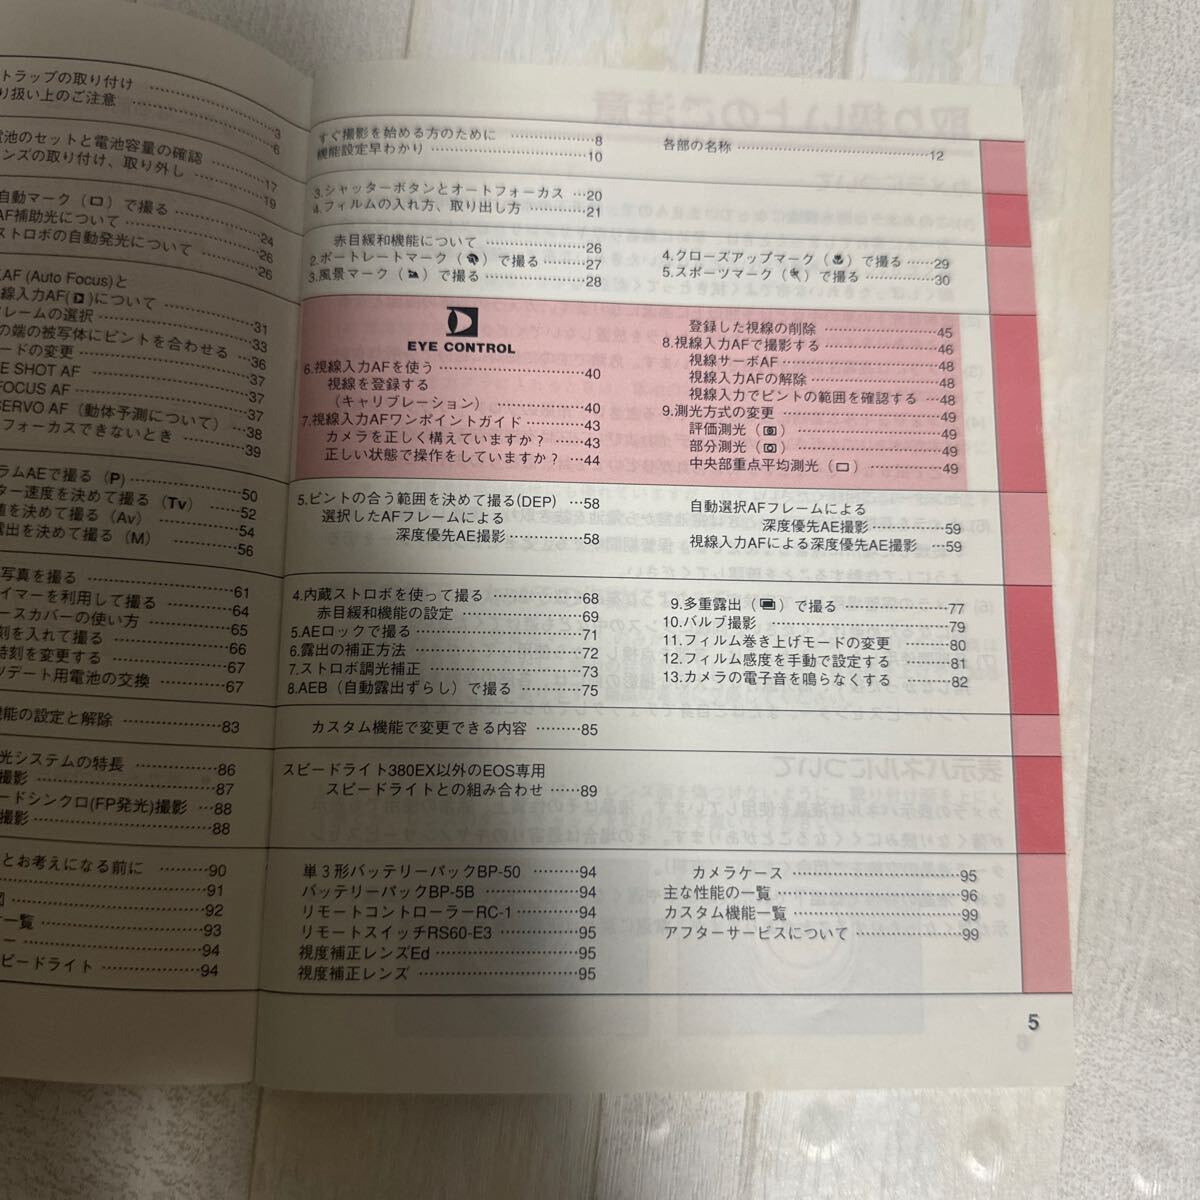 トラップの取り付け
り扱い上のご注意 3
6
電池のセットと電池容量の確認 17
ンズの取り付け、取り外し 19
自動マーク（□）で撮る 24
AF補助光について 26
ストロボの自動発光について 26
AF (Auto Focus)と
線入力AF()について 31
フレームの選択 33
の端の被写体にピントを合わせる 36
ードの変更 37
E SHOT AF 37
FOCUS AF 37
SERVO AF（動体予測について） 38
フォーカスできないとき 39
ラムAEで撮る（P） 50
ター速度を決めて撮る（Tv） 52
値を決めて撮る（Av） 54
露出を決めて撮る（M） 56
写真を撮る 61
イマーを利用して撮る 64
ースカバーの使い方 65
刻を入れて撮る 66
時刻を変更する 67
ツデート用電池の交換 67
機能の設定と解除 83
光システムの特長 86
撮影 87
ードシンクロ(FP発光)撮影 88
撮影 88
とお考えになる前に 90
91
図 92
一覧 93
ー 94
ピードライト 94
すぐ撮影を始める方のために 8
機能設定早わかり 10
各部の名称 12
3.シャッターボタンとオートフォーカス 20
4.フィルムの入れ方、取り出し方 21
赤目緩和機能について 26
2.ポートレートマーク（）で撮る 27
3.風景マーク（）で撮る 28
4.クローズアップマーク（）で撮る 29
5.スポーツマーク（）で撮る 30
EYE CONTROL
6.視線入力AFを使う 40
視線を登録する
（キャリブレーション） 40
7.視線入力AFワンポイントガイド 43
カメラを正しく構えていますか？ 43
正しい状態で操作をしていますか？ 44
登録した視線の削除 45
8.視線入力AFで撮影する 46
視線サーボAF 48
視線入力AFの解除 48
視線入力でピントの範囲を確認する 48
9.測光方式の変更 49
評価測光（） 49
部分測光（） 49
中央部重点平均測光（） 49
5.ピントの合う範囲を決めて撮る(DEP) 58
選択したAFフレームによる
深度優先AE撮影 58
自動選択AFフレームによる
深度優先AE撮影 59
視線入力AFによる深度優先AE撮影 59
4.内蔵ストロボを使って撮る 68
赤目緩和機能の設定 69
5.AEロックで撮る 71
6.露出の補正方法 72
7.ストロボ調光補正 73
8.AEB（自動露出ずらし）で撮る 75
9.多重露出（）で撮る 77
10.バルブ撮影 79
11.フィルム巻き上げモードの変更 80
12.フィルム感度を手動で設定する 81
13.カメラの電子音を鳴らなくする 82
カスタム機能で変更できる内容 85
スピードライト380EX以外のEOS専用
スピードライトとの組み合わせ 89
単３形バッテリーパックBP-50 94
バッテリーパックBP-5B 94
リモートコントローラーRC-1 94
リモートスイッチRS60-E3 95
視度補正レンズEd 95
視度補正レンズ 95
カメラケース 95
主な性能の一覧 96
カスタム機能一覧 99
アフターサービスについて 99
5